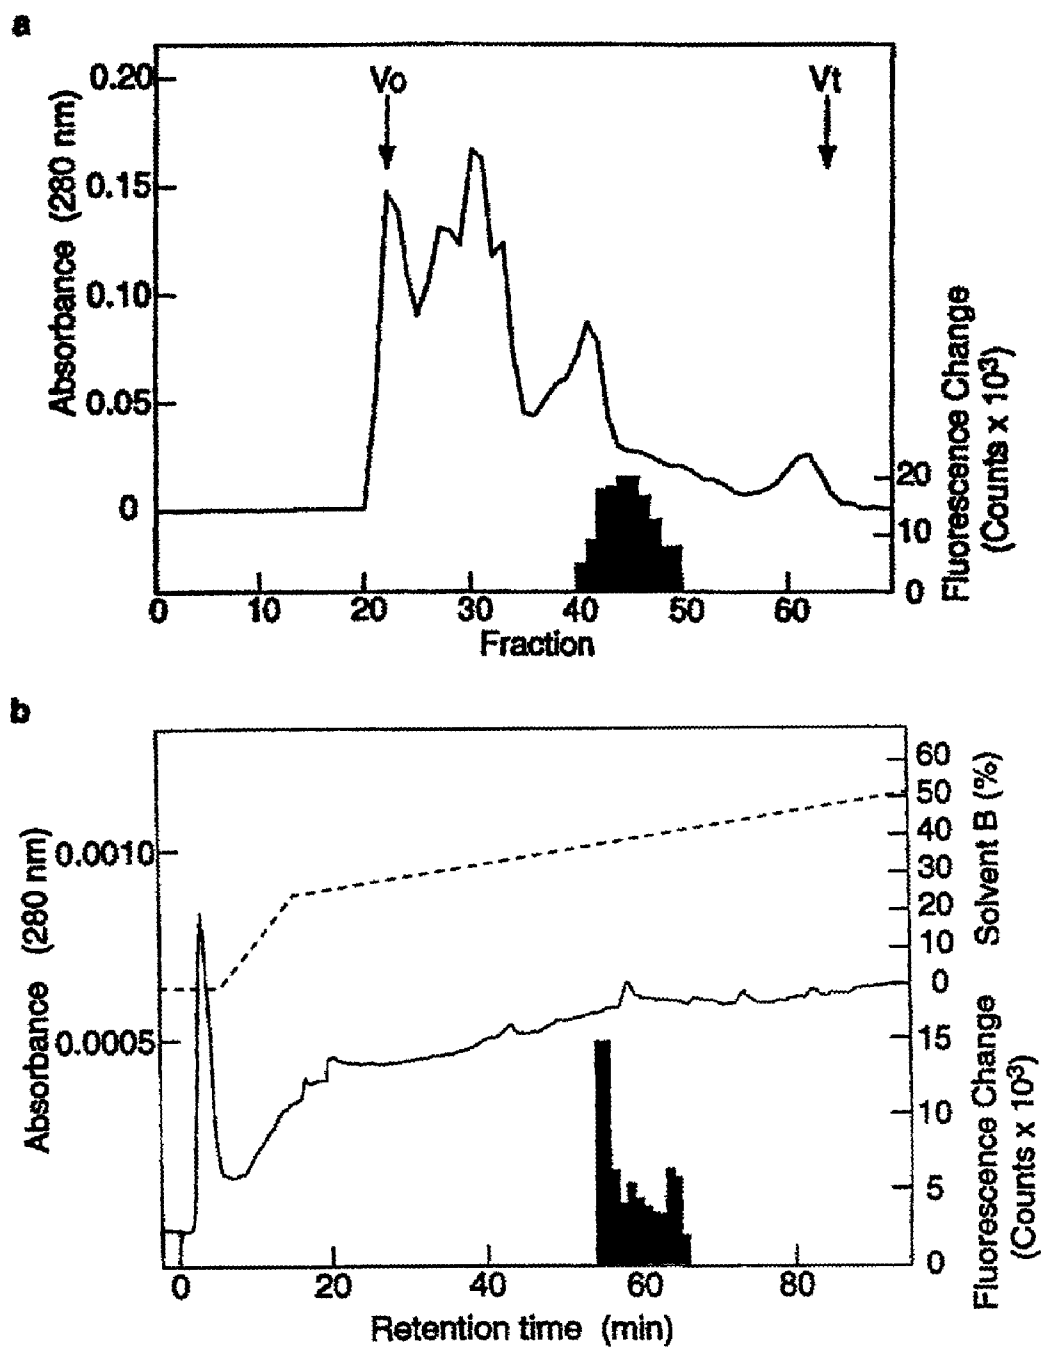 a
Vo
Vt
0.20
0.15
0.10
0.05
0
Absorbance (280 nm)
20
10
0
Fluorescence Change
(Counts x 10³)
0 10 20 30 40 50 60
Fraction
b
0.0010
0.0005
Absorbance (280 nm)
60
50
40
30
20
10
0
Solvent B (%)
15
10
5
0
Fluorescence Change
(Counts x 10³)
0 20 40 60 80
Retention time (min)